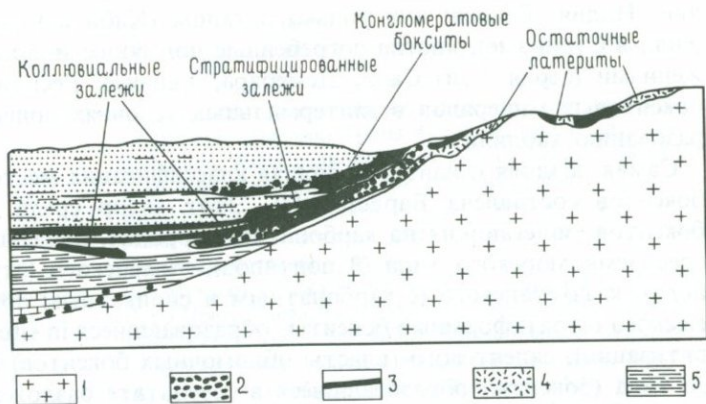 Конгломератовые
бокситы
Остаточные
латериты
Коллювиальные
залежи
Стратифицированные
залежи
1 2 3 4 5